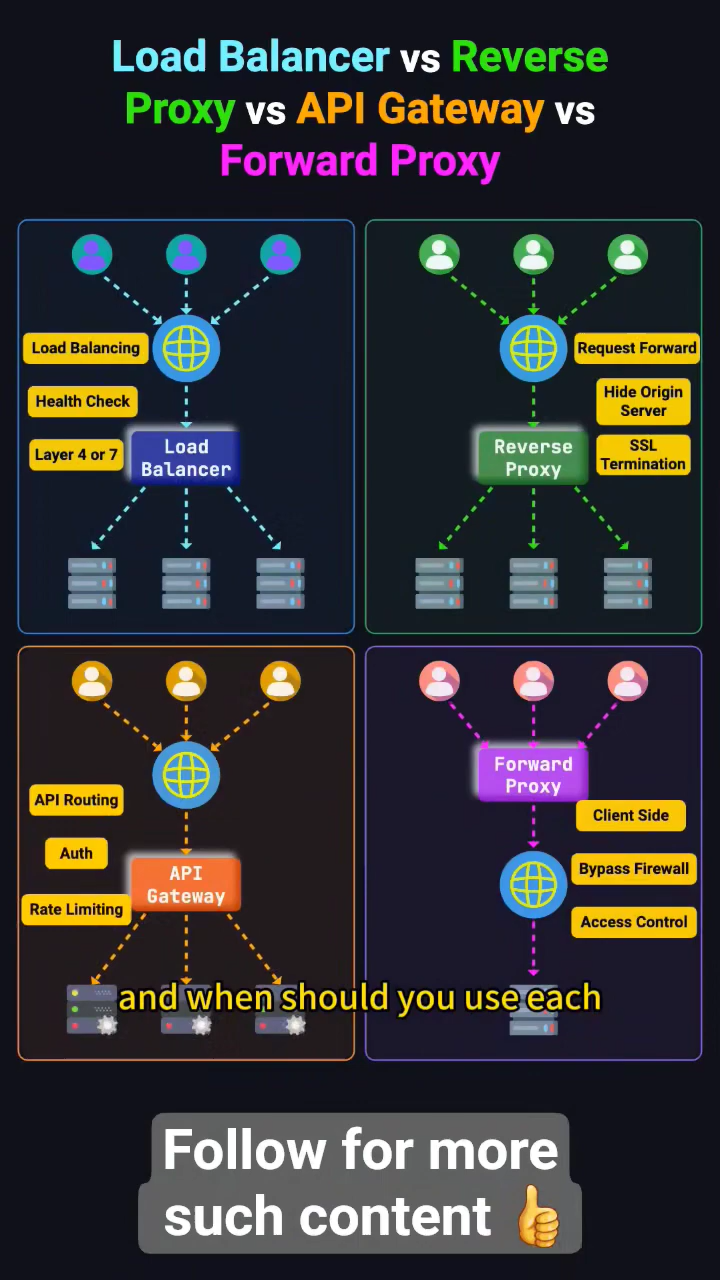 Load Balancer vs Reverse
Proxy vs API Gateway vs
Forward Proxy
Load Balancing
Health Check
Layer 4 or 7
Load
Balancer
Request Forward
Hide Origin
Server
SSL
Termination
Reverse
Proxy
API Routing
Auth
Rate Limiting
API
Gateway
Forward
Proxy
Client Side
Bypass Firewall
Access Control
and when should you use each
Follow for more
such content 👍